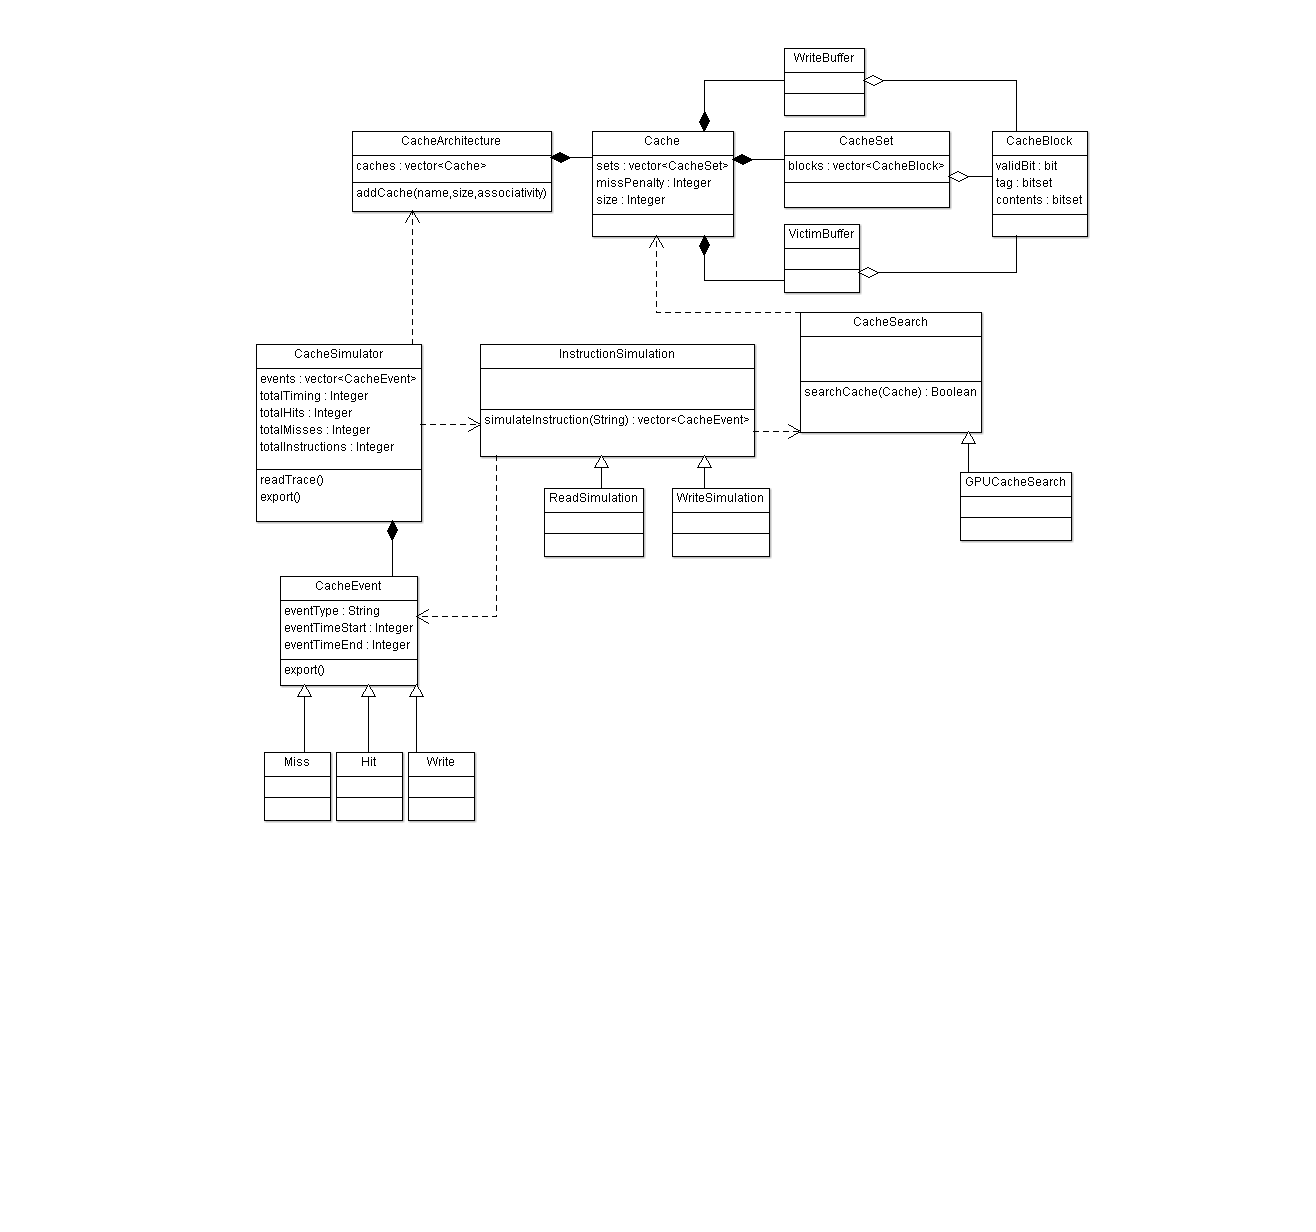 WriteBuffer
CacheArchitecture
caches : vector<Cache>
addCache(name,size,associativity)
Cache
sets : vector<CacheSet>
missPenalty : Integer
size : Integer
CacheSet
blocks : vector<CacheBlock>
CacheBlock
validBit : bit
tag : bitset
contents : bitset
VictimBuffer
CacheSearch
searchCache(Cache) : Boolean
CacheSimulator
events : vector<CacheEvent>
totalTiming : Integer
totalHits : Integer
totalMisses : Integer
totalInstructions : Integer
readTrace()
export()
InstructionSimulation
simulateInstruction(String) : vector<CacheEvent>
GPUCacheSearch
ReadSimulation
WriteSimulation
CacheEvent
eventType : String
eventTimeStart : Integer
eventTimeEnd : Integer
export()
Miss
Hit
Write